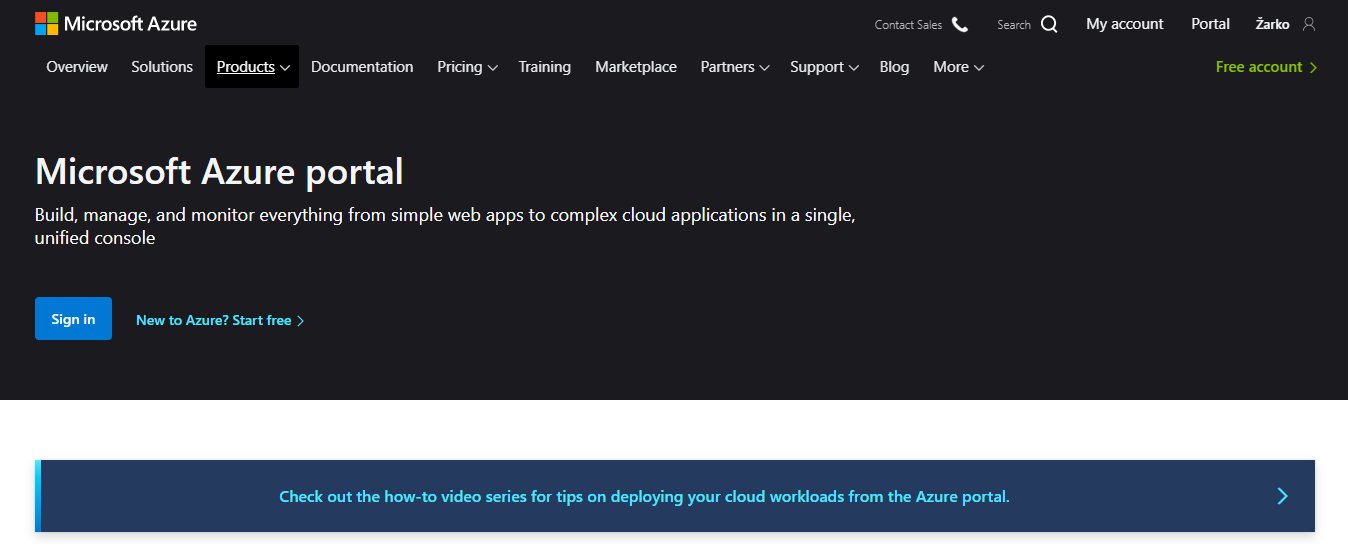 Microsoft Azure
Contact Sales Search My account Portal Žarko
Overview Solutions Products Documentation Pricing Training Marketplace Partners Support Blog More Free account
Microsoft Azure portal
Build, manage, and monitor everything from simple web apps to complex cloud applications in a single,
unified console
Sign in New to Azure? Start free
Check out the how-to video series for tips on deploying your cloud workloads from the Azure portal.